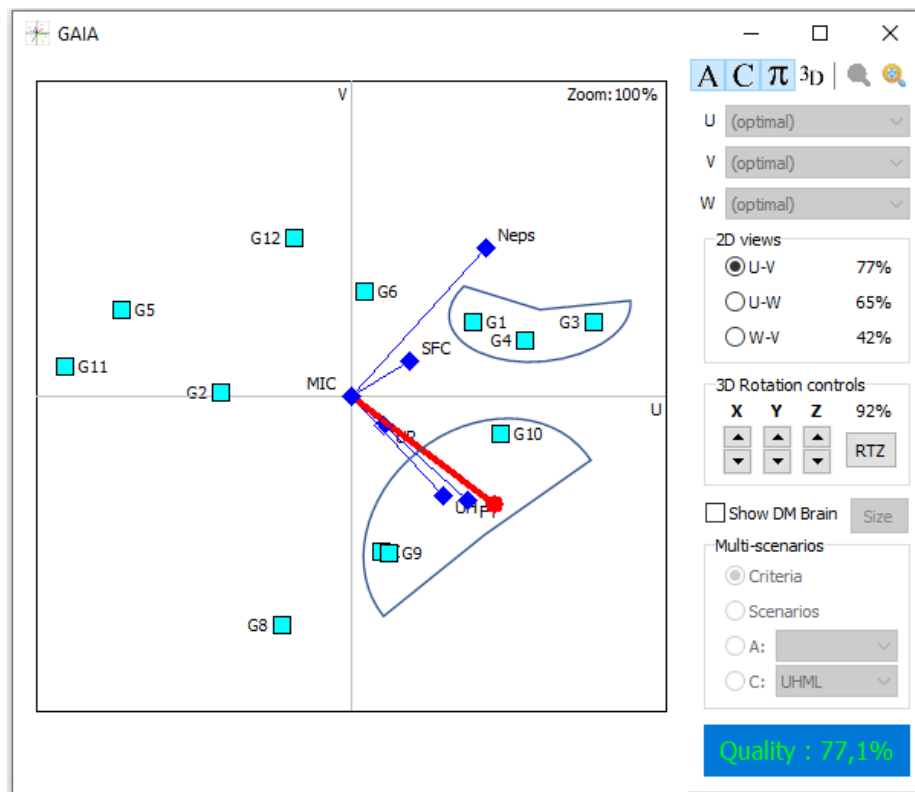 GAIA
A C π 3D
V
Zoom:100%
U (optimal)
V (optimal)
W (optimal)
2D views
U-V 77%
U-W 65%
W-V 42%
Neps
G12
G6
G5
G1
G3
G4
SFC
G11
MIC
G2
U
G10
G9
G8
3D Rotation controls
X Y Z 92%
RTZ
Show DM Brain Size
Multi-scenarios
Criteria
Scenarios
A:
C: UHML
Quality : 77,1%